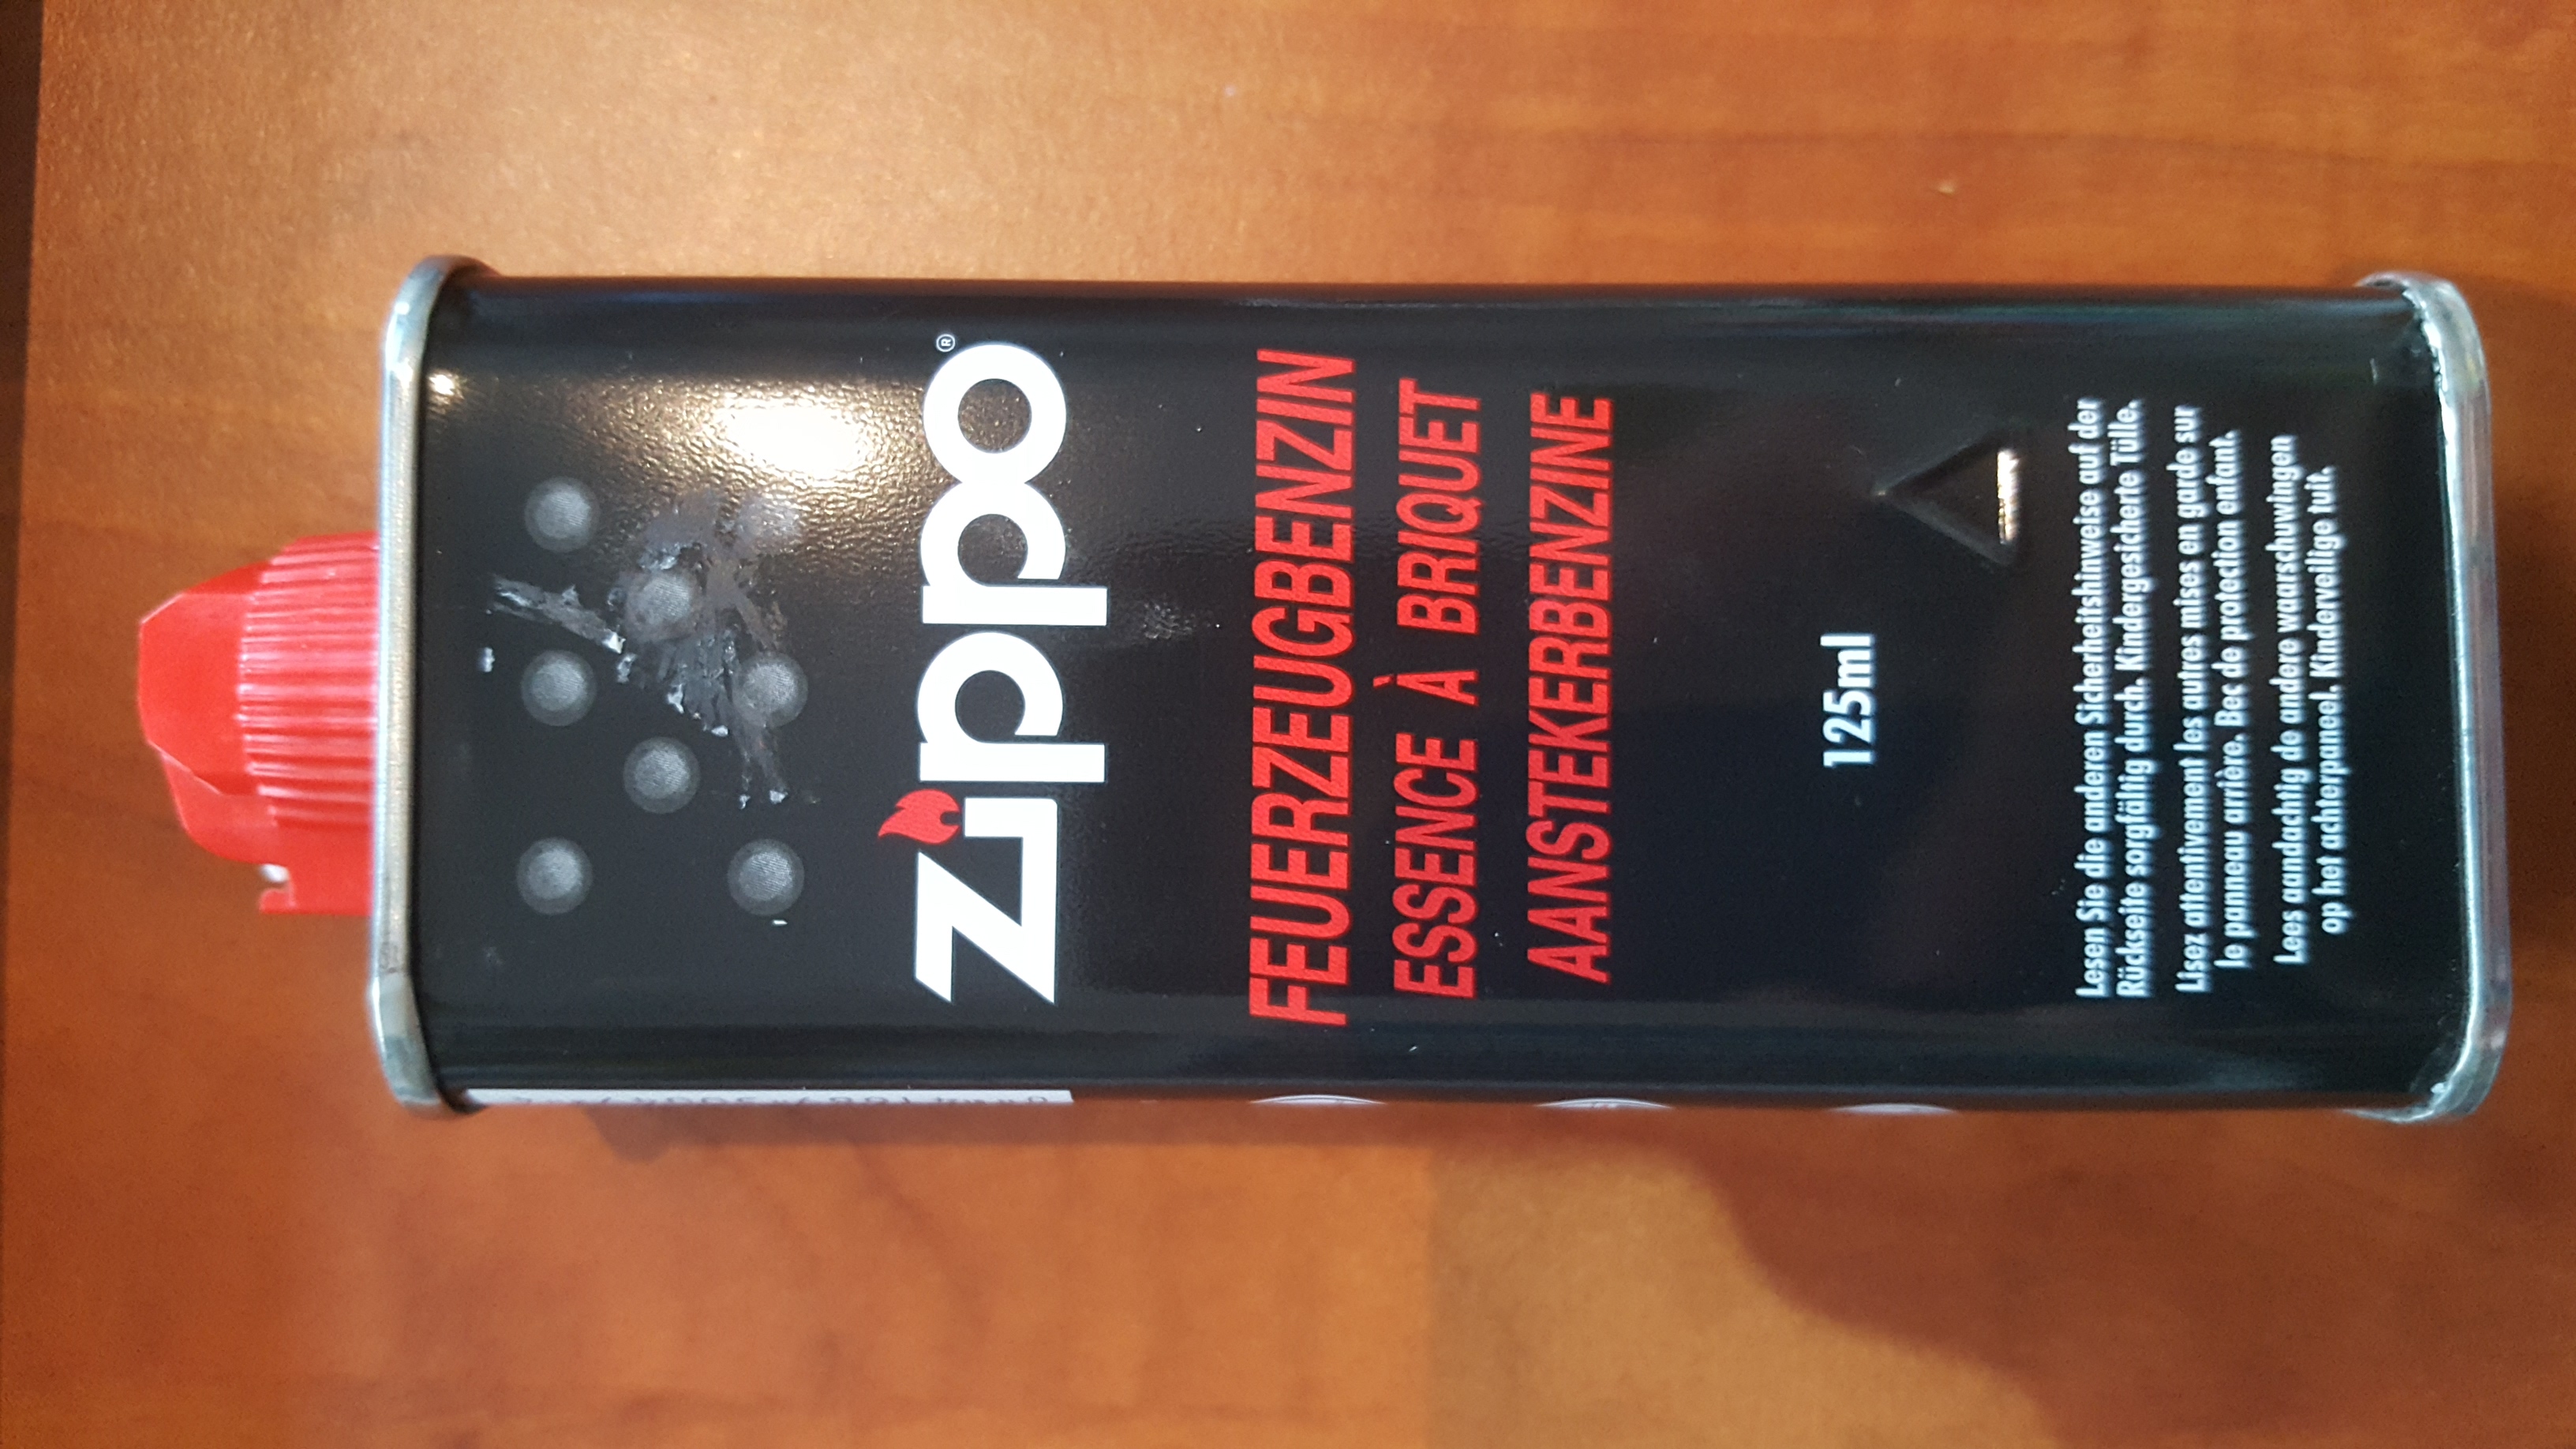 zippo®
FEUERZEUGBENZIN
ESSENCE À BRIQUET
AANSTEKERBENZINE
125ml
Lesen Sie die anderen Sicherheitshinweise auf der
Rückseite sorgfältig durch. Kindergesicherte Tülle.
Lisez attentivement les autres mises en garde sur
le panneau arrière. Bec de protection enfant.
Lees aandachtig de andere waarschuwingen
op het achterpaneel. Kinderveilige tuit.